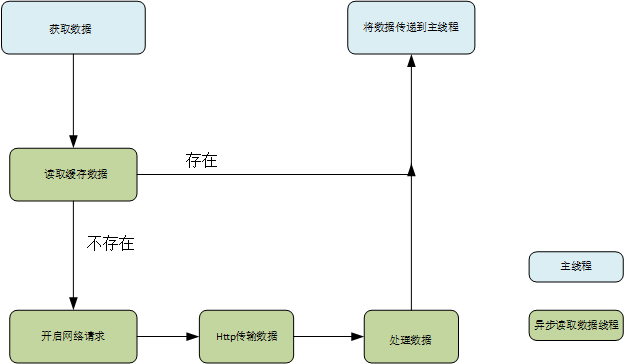 获取数据
将数据传递到主线程
读取缓存数据
存在
不存在
主线程
开启网络请求
Http传输数据
处理数据
异步读取数据线程